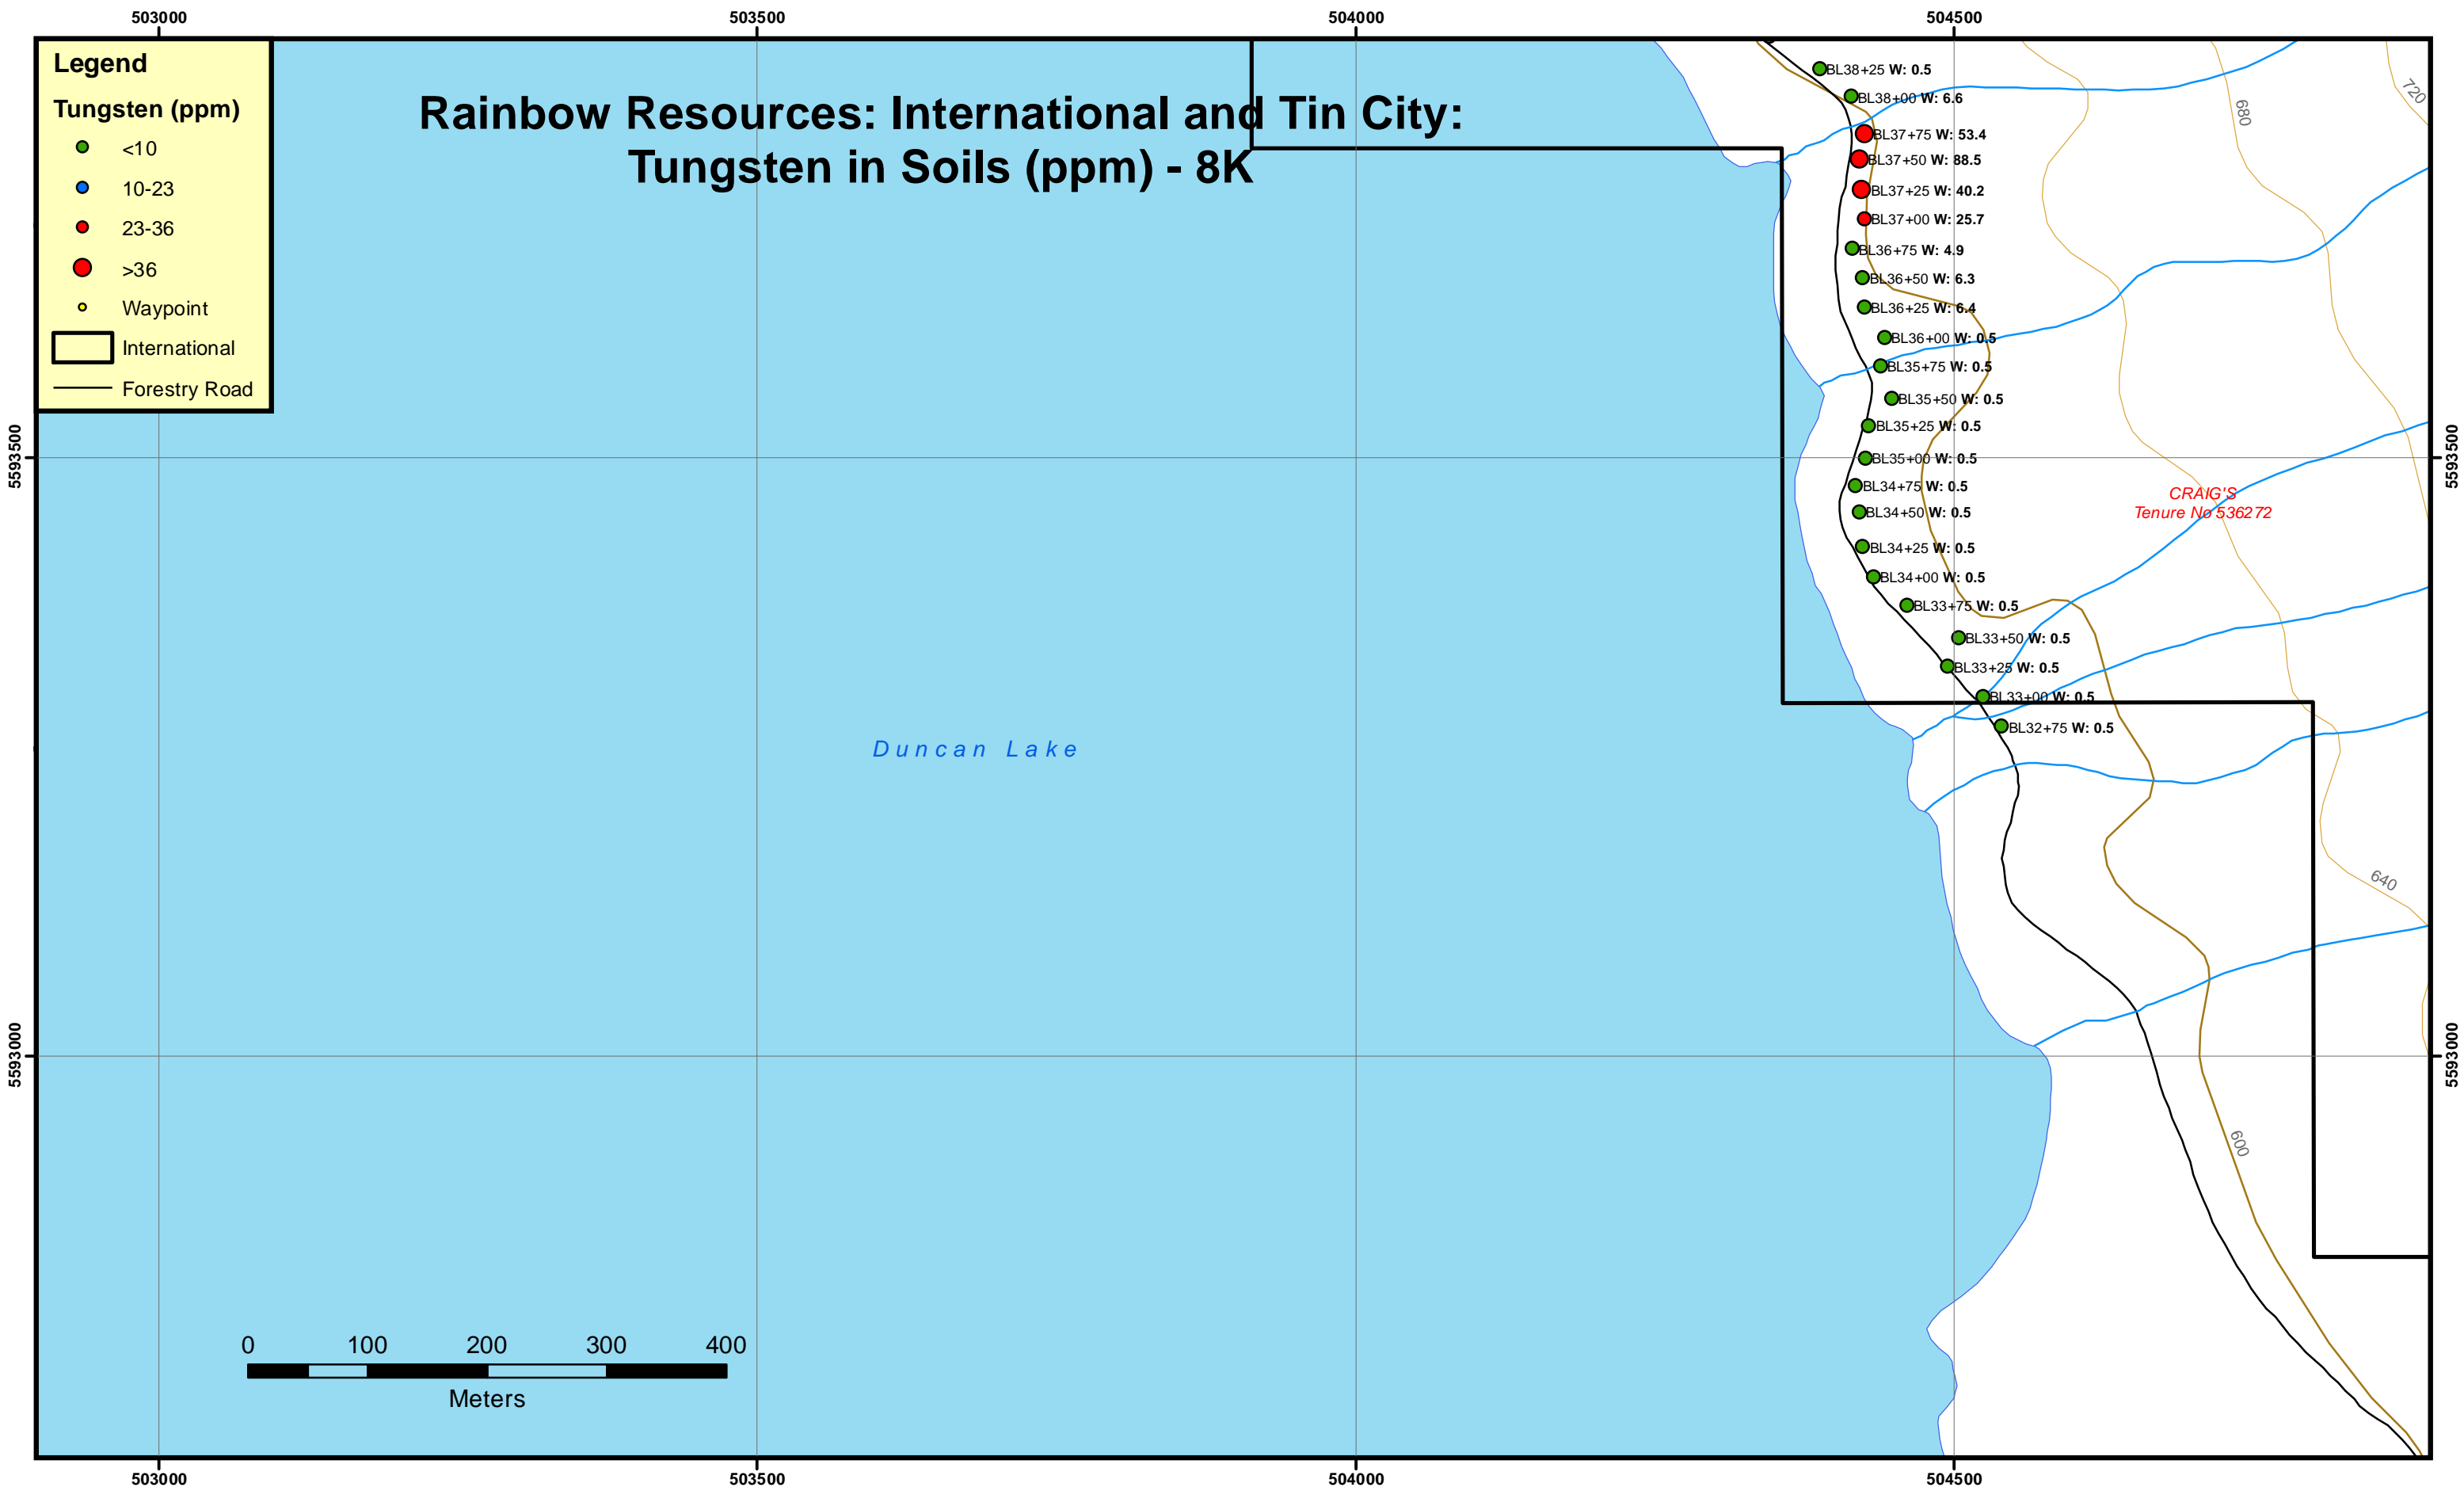 503000 503500 504000 504500
Legend
Tungsten (ppm)
<10
10-23
23-36
>36
Waypoint
International
Forestry Road
Rainbow Resources: International and Tin City:
Tungsten in Soils (ppm) - 8K
BL38+25 W: 0.5
BL38+00 W: 6.6
BL37+75 W: 53.4
BL37+50 W: 88.5
BL37+25 W: 40.2
BL37+00 W: 25.7
BL36+75 W: 4.9
BL36+50 W: 6.3
BL36+25 W: 6.4
BL36+00 W: 0.5
BL35+75 W: 0.5
BL35+50 W: 0.5
BL35+25 W: 0.5
BL35+00 W: 0.5
BL34+75 W: 0.5
BL34+50 W: 0.5
BL34+25 W: 0.5
BL34+00 W: 0.5
BL33+75 W: 0.5
BL33+50 W: 0.5
BL33+25 W: 0.5
BL33+00 W: 0.5
BL32+75 W: 0.5
720
680
640
600
CRAIG'S
Tenure No 536272
Duncan Lake
5593500
5593500
5593000
5593000
0 100 200 300 400
Meters
503000 503500 504000 504500